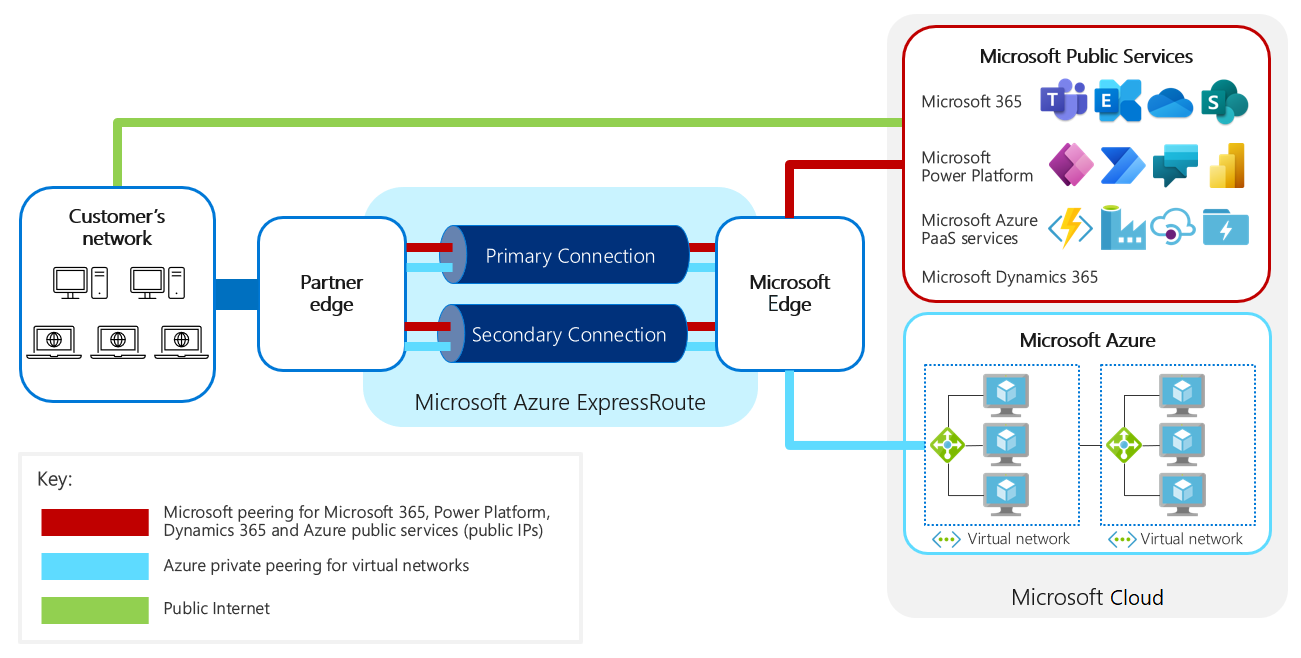 Microsoft Public Services
Microsoft 365
T
E
S
Microsoft
Power Platform
Microsoft Azure
PaaS services
Microsoft Dynamics 365
Customer's
network
Partner
edge
Primary Connection
Secondary Connection
Microsoft
Edge
Microsoft Azure ExpressRoute
Microsoft Azure
Virtual network
Virtual network
Microsoft Cloud
Key:
Microsoft peering for Microsoft 365, Power Platform,
Dynamics 365 and Azure public services (public IPs)
Azure private peering for virtual networks
Public Internet